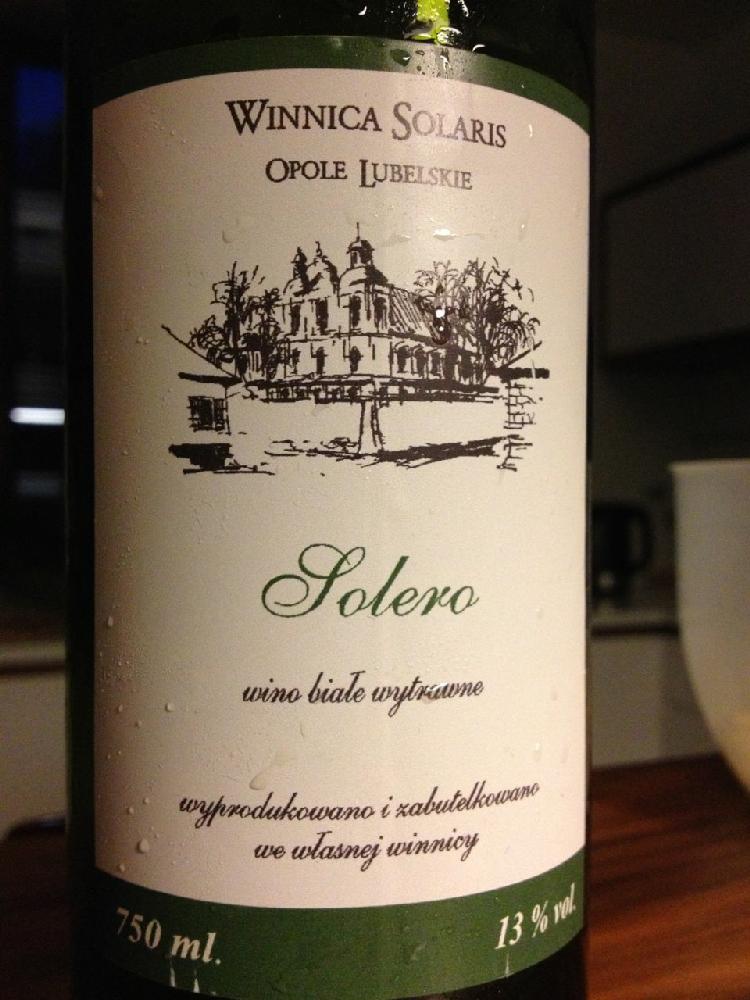 WINNICA SOLARIS
OPOLE LUBELSKIE
Solero
wino białe wytrawne
wyprodukowano i zabutelkowano
we własnej winnicy
750 ml.
13 % vol.